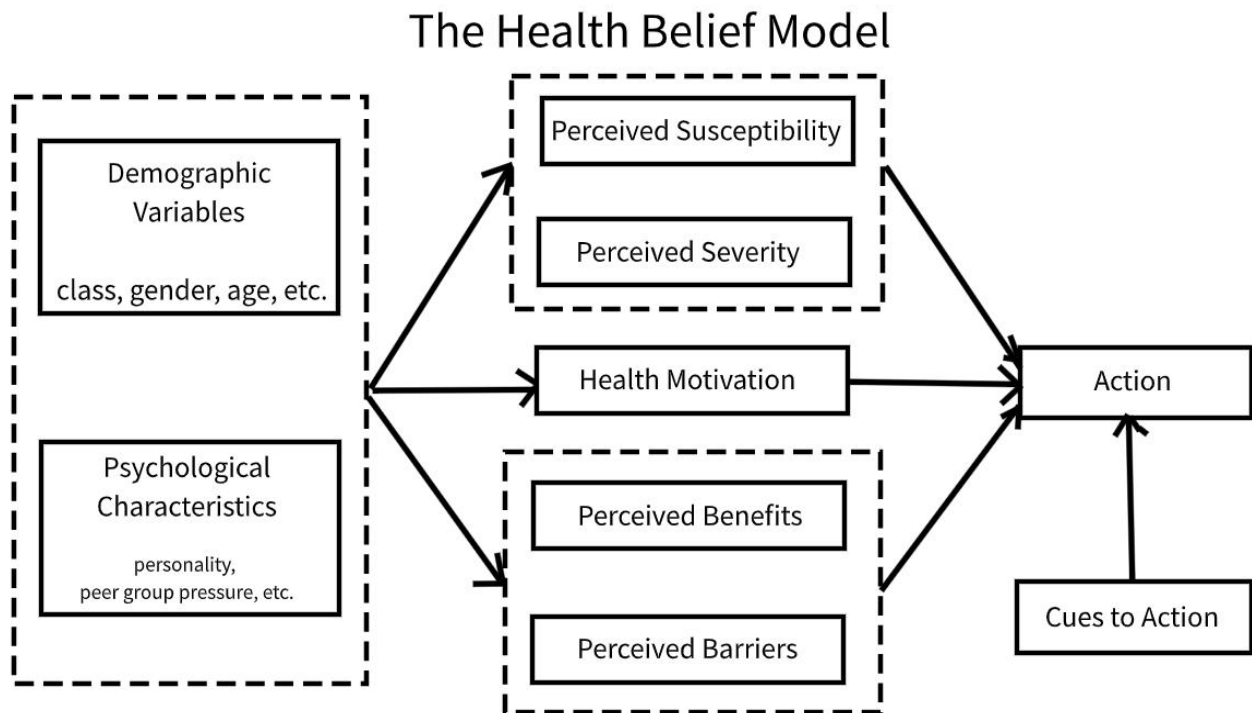 The Health Belief Model
Demographic
Variables
class, gender, age, etc.
Psychological
Characteristics
personality,
peer group pressure, etc.
Perceived Susceptibility
Perceived Severity
Health Motivation
Perceived Benefits
Perceived Barriers
Action
Cues to Action